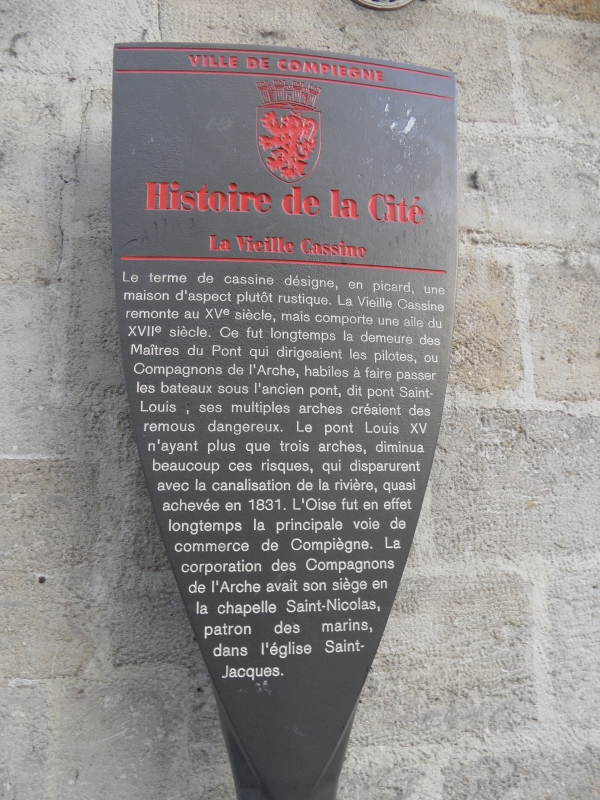 VILLE DE COMPIEGNE
Histoire de la Cité
La Vieille Cassine
Le terme de cassine désigne, en picard, une
maison d'aspect plutôt rustique. La Vieille Cassine
remonte au XVe siècle, mais comporte une aile du
XVIIe siècle. Ce fut longtemps la demeure des
Maîtres du Pont qui dirigeaient les pilotes, ou
Compagnons de l'Arche, habiles à faire passer
les bateaux sous l'ancien pont, dit pont Saint-
Louis ; ses multiples arches créaient des
remous dangereux. Le pont Louis XV
n'ayant plus que trois arches, diminua
beaucoup ces risques, qui disparurent
avec la canalisation de la rivière, quasi
achevée en 1831. L'Oise fut en effet
longtemps la principale voie de
commerce de Compiègne. La
corporation des Compagnons
de l'Arche avait son siège en
la chapelle Saint-Nicolas,
patron des marins,
dans l'église Saint-
Jacques.